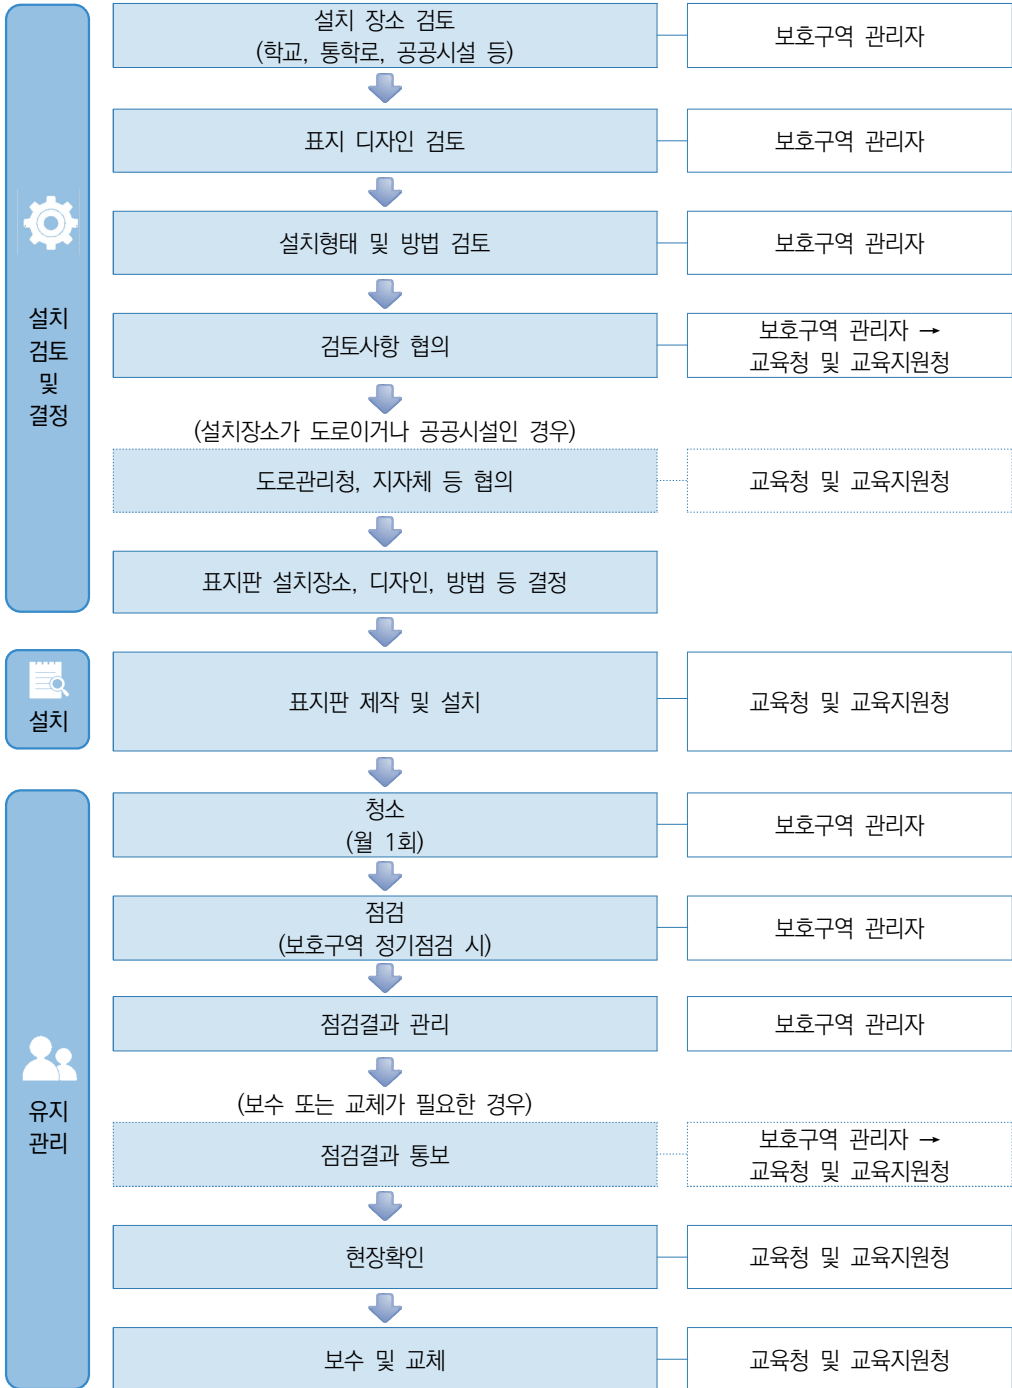 설치 장소 검토
(학교, 통학로, 공공시설 등)
보호구역 관리자
표지 디자인 검토
보호구역 관리자
설치형태 및 방법 검토
보호구역 관리자
설치
검토
및
결정
검토사항 협의
보호구역 관리자 →
교육청 및 교육지원청
(설치장소가 도로이거나 공공시설인 경우)
도로관리청, 지자체 등 협의
교육청 및 교육지원청
표지판 설치장소, 디자인, 방법 등 결정
설치
표지판 제작 및 설치
교육청 및 교육지원청
청소
(월 1회)
보호구역 관리자
점검
(보호구역 정기점검 시)
보호구역 관리자
점검결과 관리
보호구역 관리자
유지
관리
(보수 또는 교체가 필요한 경우)
점검결과 통보
보호구역 관리자 →
교육청 및 교육지원청
현장확인
교육청 및 교육지원청
보수 및 교체
교육청 및 교육지원청